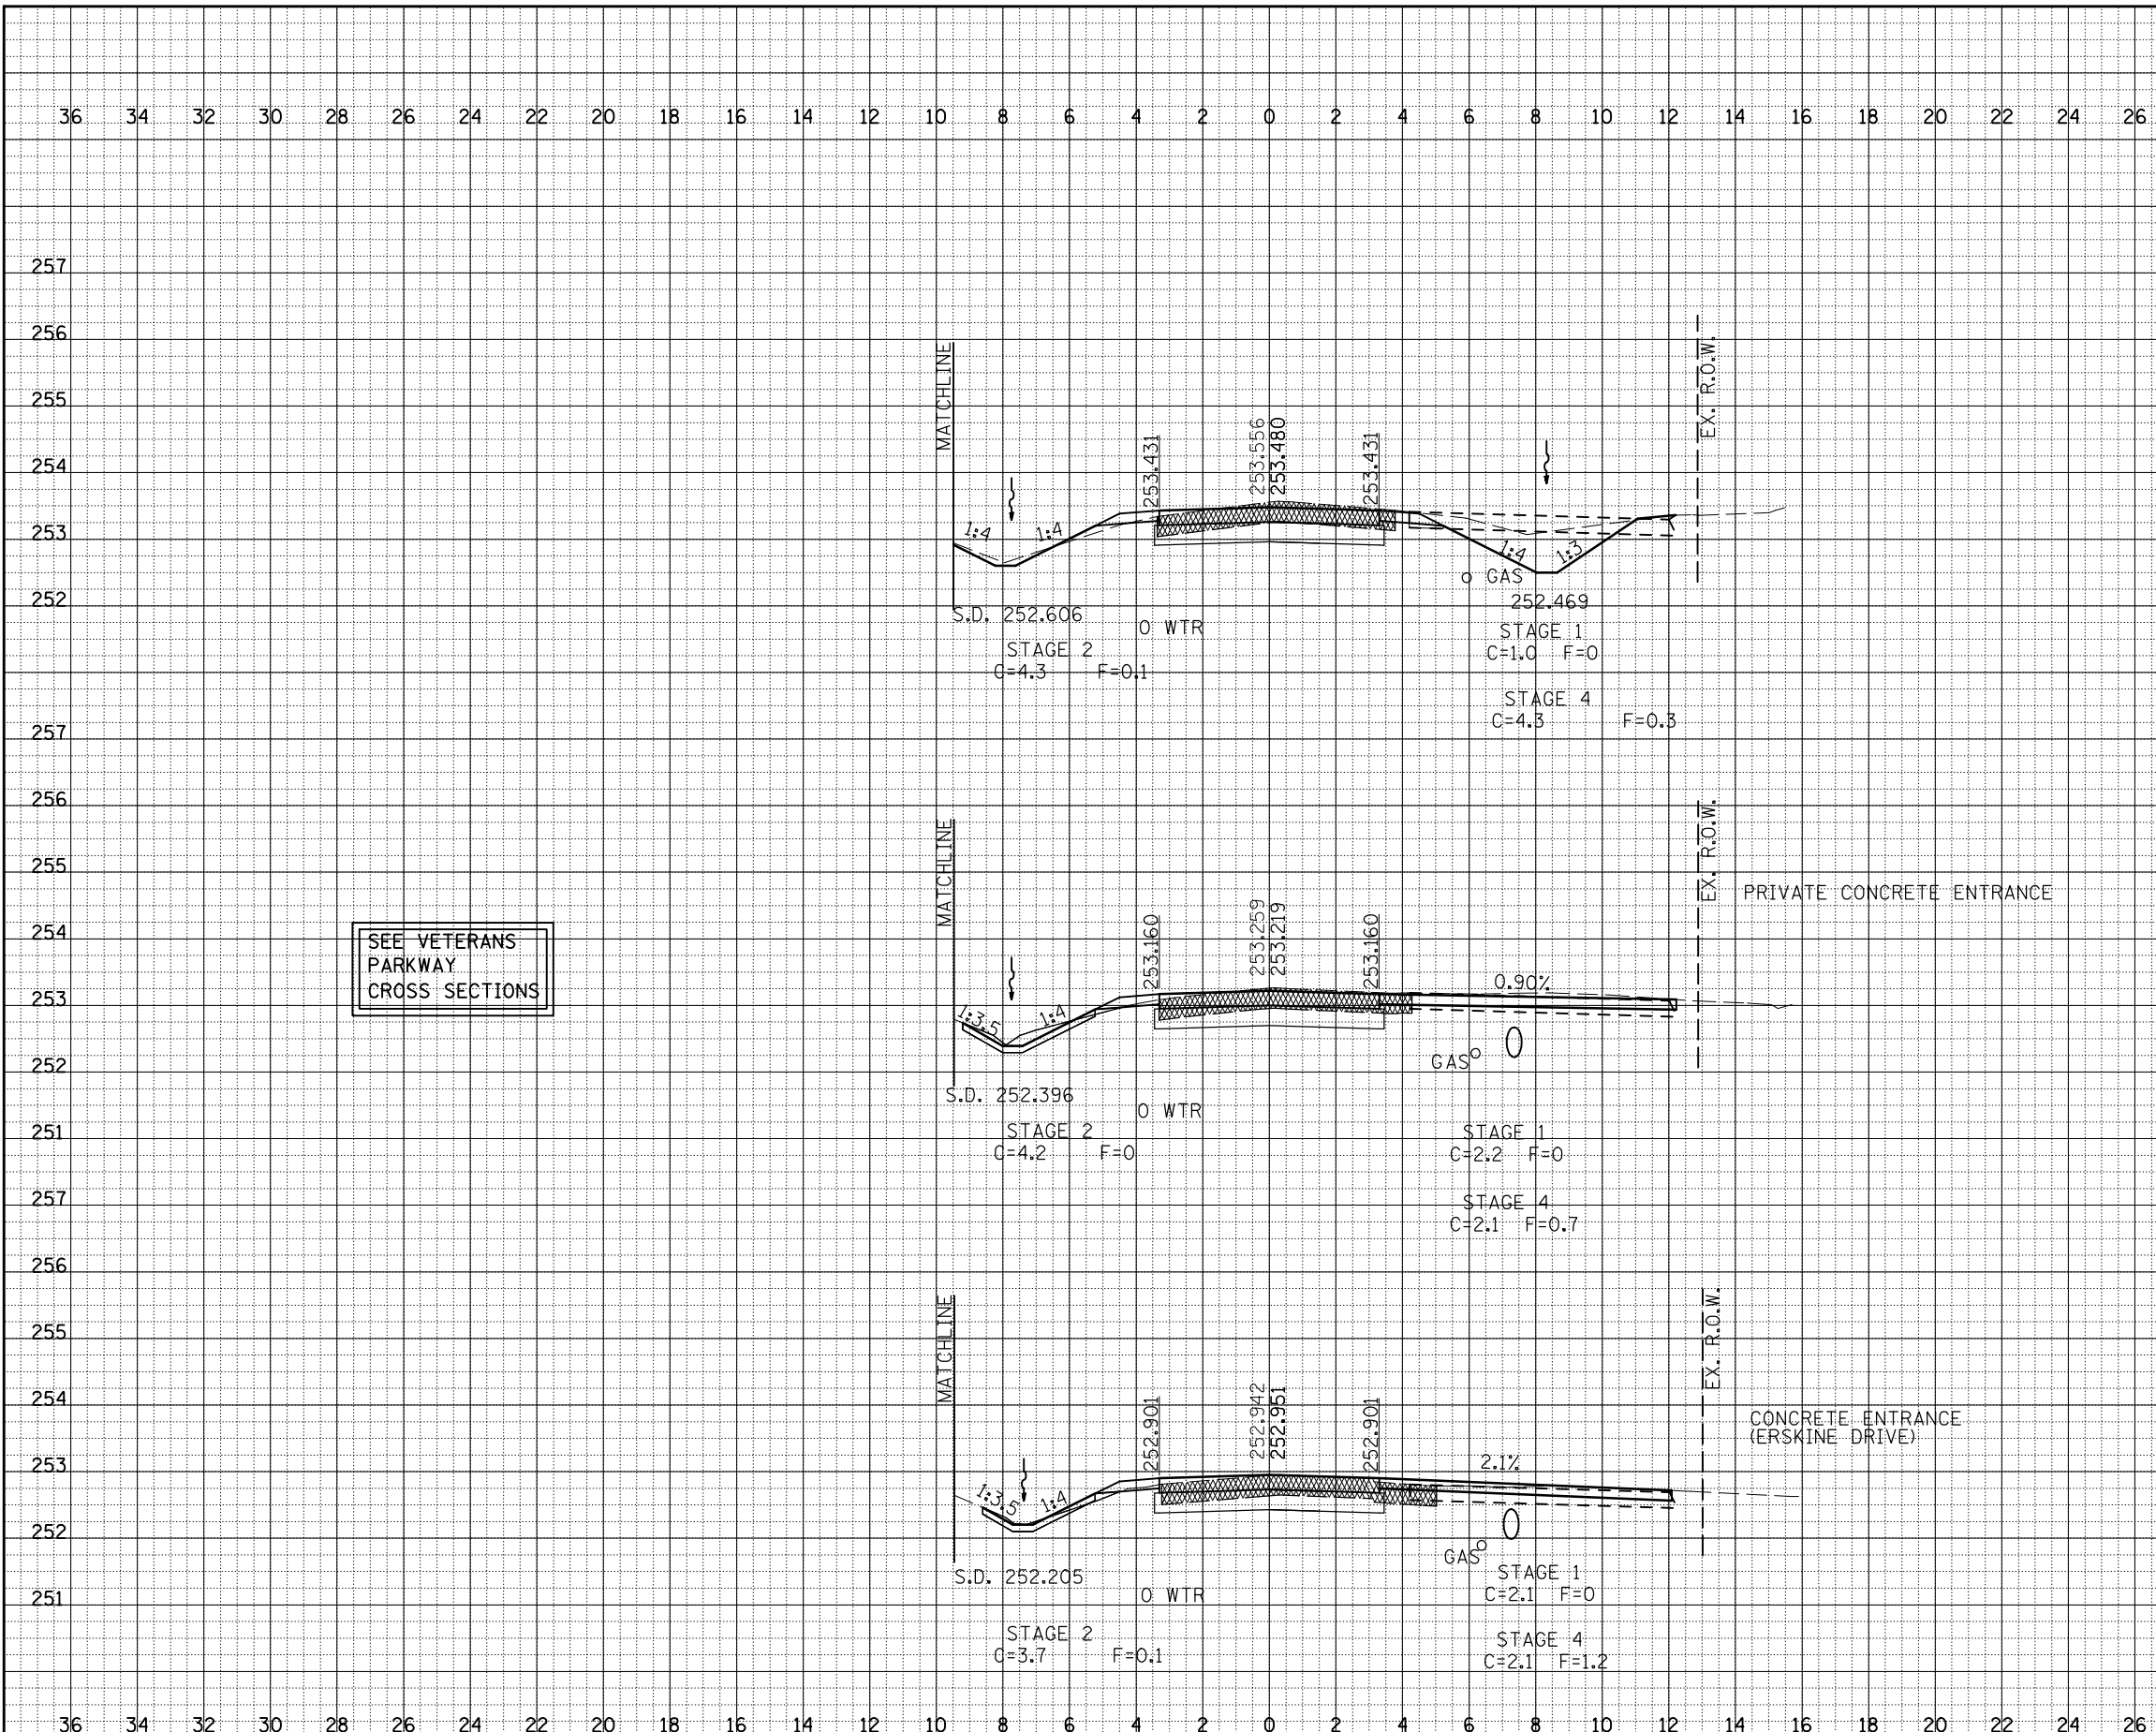 36 34 32 30 28 26 24 22 20 18 16 14 12 10 8 6 4 2 0 2 4 6 8 10 12 14 16 18 20 22 24 26
257
256
255
254
253
252
MATCHLINE
EX. R.O.W.
253.431
253.556
253.480
253.431
1:4
1:4
1:4
1:3
GAS
252.469
S.D. 252.606
O WTR
STAGE 1
C=1.0 F=0
STAGE 2
C=4.3 F=0.1
STAGE 4
C=4.3 F=0.3
257
256
255
254
253
252
251
MATCHLINE
EX. R.O.W.
PRIVATE CONCRETE ENTRANCE
SEE VETERANS
PARKWAY
CROSS SECTIONS
253.160
253.259
253.219
253.160
0.90%
1:3.5
1:4
GAS
S.D. 252.396
O WTR
STAGE 2
C=4.2 F=0
STAGE 1
C=2.2 F=0
STAGE 4
C=2.1 F=0.7
257
256
255
254
253
252
251
MATCHLINE
EX. R.O.W.
252.901
252.942
252.951
252.901
CONCRETE ENTRANCE
(ERSKINE DRIVE)
2.1%
1:3.5
1:4
GAS
S.D. 252.205
O WTR
STAGE 1
C=2.1 F=0
STAGE 2
C=3.7 F=0.1
STAGE 4
C=2.1 F=1.2
36 34 32 30 28 26 24 22 20 18 16 14 12 10 8 6 4 2 0 2 4 6 8 10 12 14 16 18 20 22 24 26